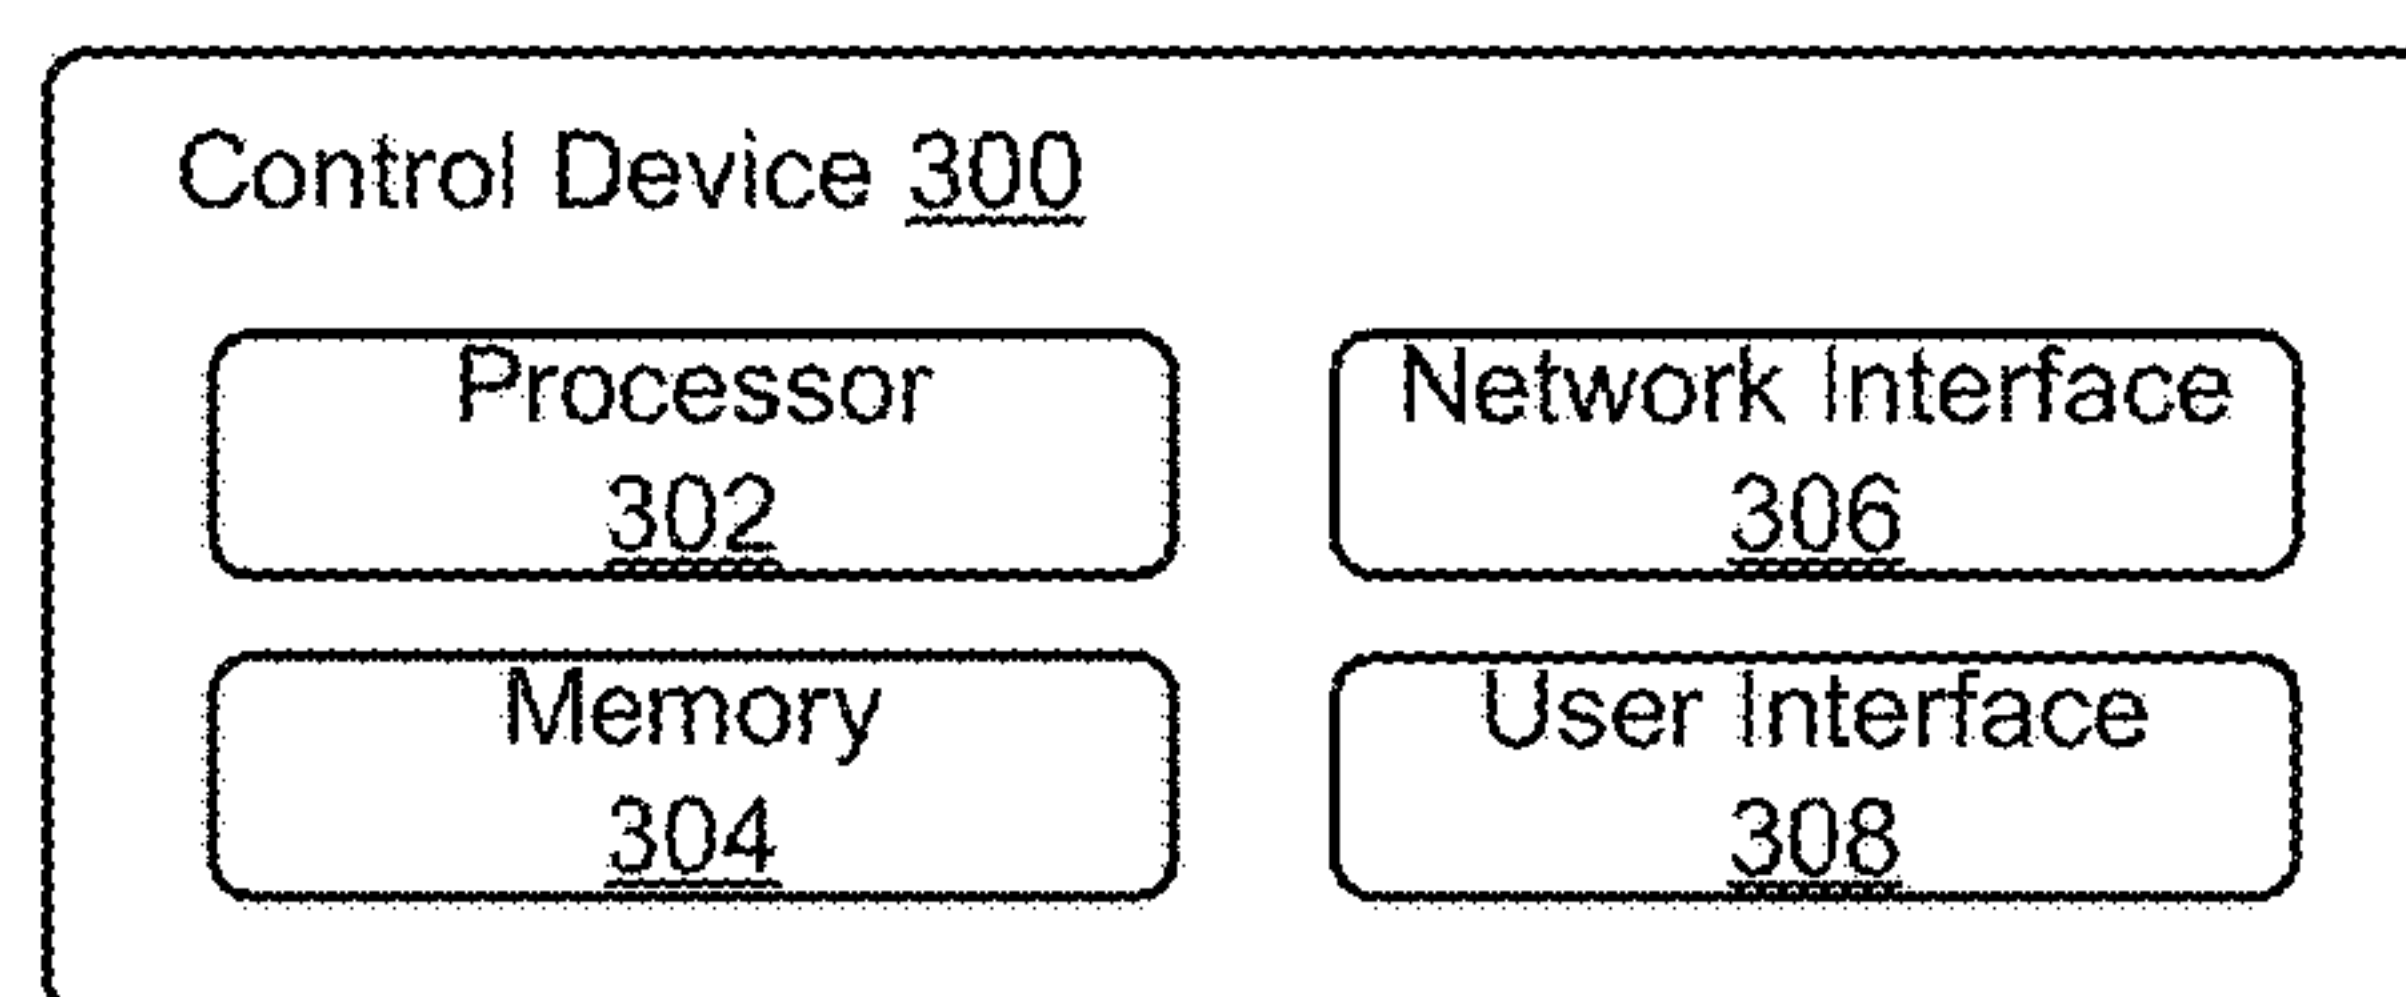 Control Device 300
Processor
302
Network Interface
306
Memory
304
User Interface
308